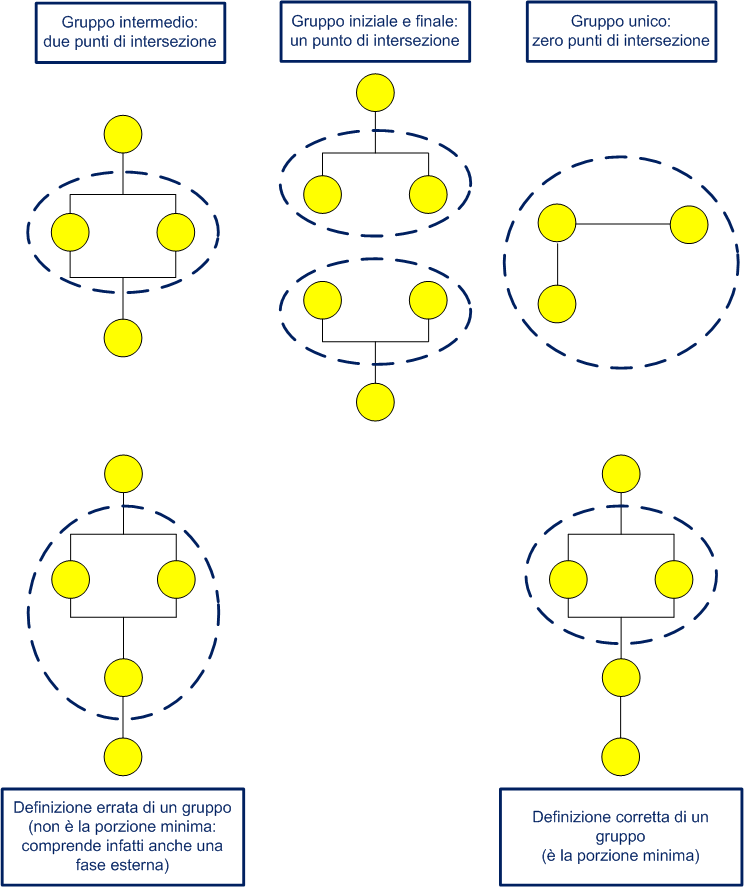 Gruppo intermedio:
due punti di intersezione
Gruppo iniziale e finale:
un punto di intersezione
Gruppo unico:
zero punti di intersezione
Definizione errata di un gruppo
(non è la porzione minima:
comprende infatti anche una
fase esterna)
Definizione corretta di un
gruppo
(è la porzione minima)